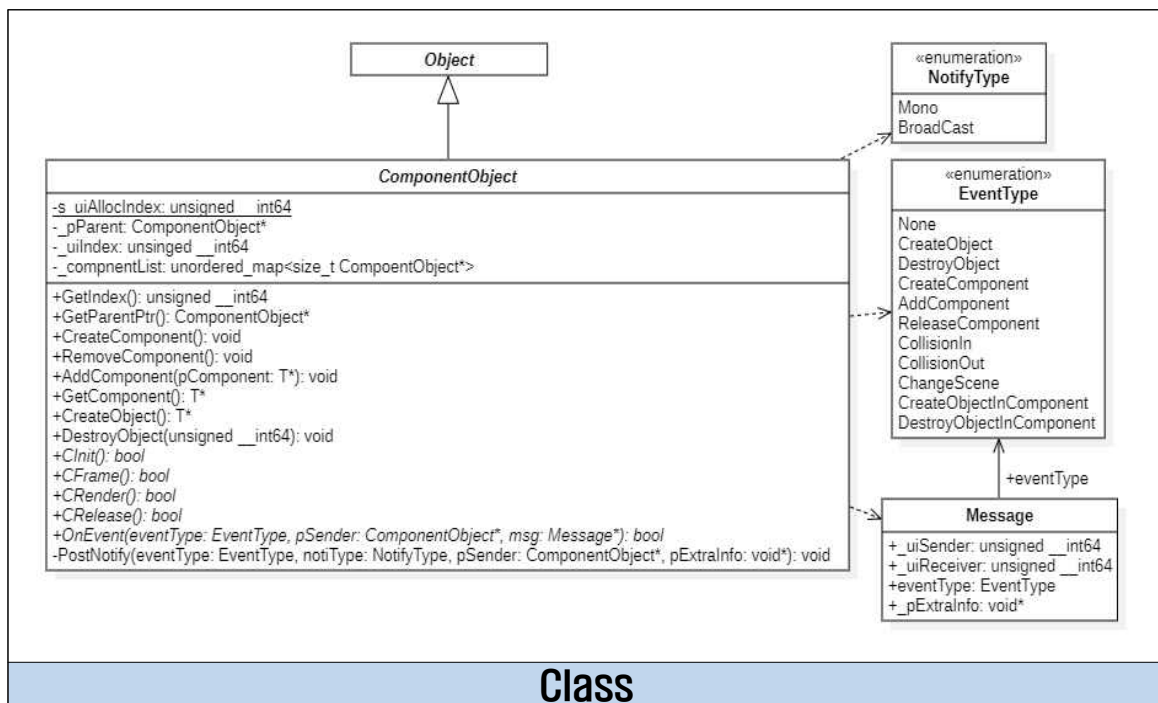 Object
«enumeration»
NotifyType
Mono
BroadCast
ComponentObject
-s_uiAllocIndex: unsigned __int64
-_pParent: ComponentObject*
-_uiIndex: unsinged __int64
-_compnentList: unordered_map<size_t CompoentObject*>
+GetIndex(): unsigned __int64
+GetParentPtr(): ComponentObject*
+CreateComponent(): void
+RemoveComponent(): void
+AddComponent(pComponent: T*): void
+GetComponent(): T*
+CreateObject(): T*
+DestroyObject(unsigned __int64): void
+CInit(): bool
+CFrame(): bool
+CRender(): bool
+CRelease(): bool
+OnEvent(eventType: EventType, pSender: ComponentObject*, msg: Message*): bool
-PostNotify(eventType: EventType, notiType: NotifyType, pSender: ComponentObject*, pExtraInfo: void*): void
«enumeration»
EventType
None
CreateObject
DestroyObject
CreateComponent
AddComponent
ReleaseComponent
CollisionIn
CollisionOut
ChangeScene
CreateObjectInComponent
DestroyObjectInComponent
+eventType
Message
+_uiSender: unsigned __int64
+_uiReceiver: unsigned __int64
+eventType: EventType
+_pExtraInfo: void*
Class